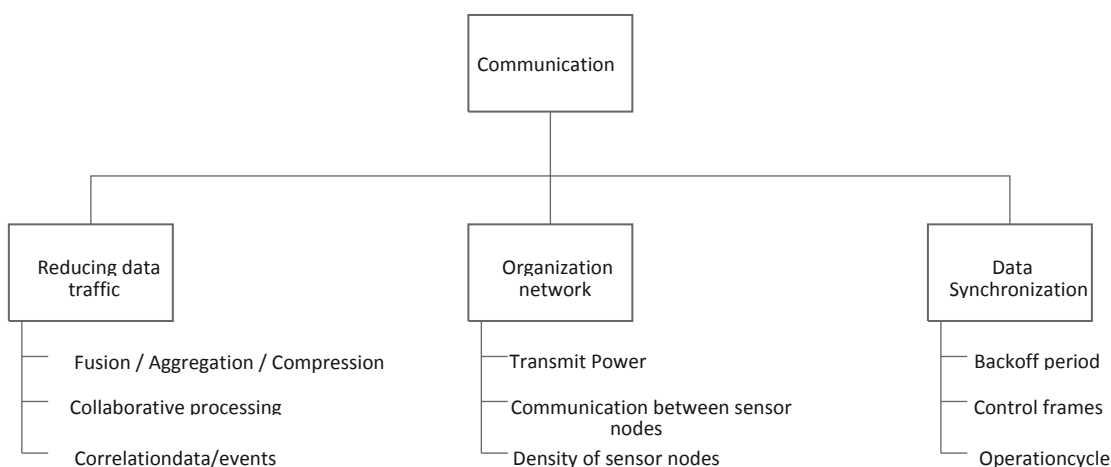 Communication
Reducing data
traffic
Fusion / Aggregation / Compression
Collaborative processing
Correlationdata/events
Organization
network
Transmit Power
Communication between sensor
nodes
Density of sensor nodes
Data
Synchronization
Backoff period
Control frames
Operationcycle